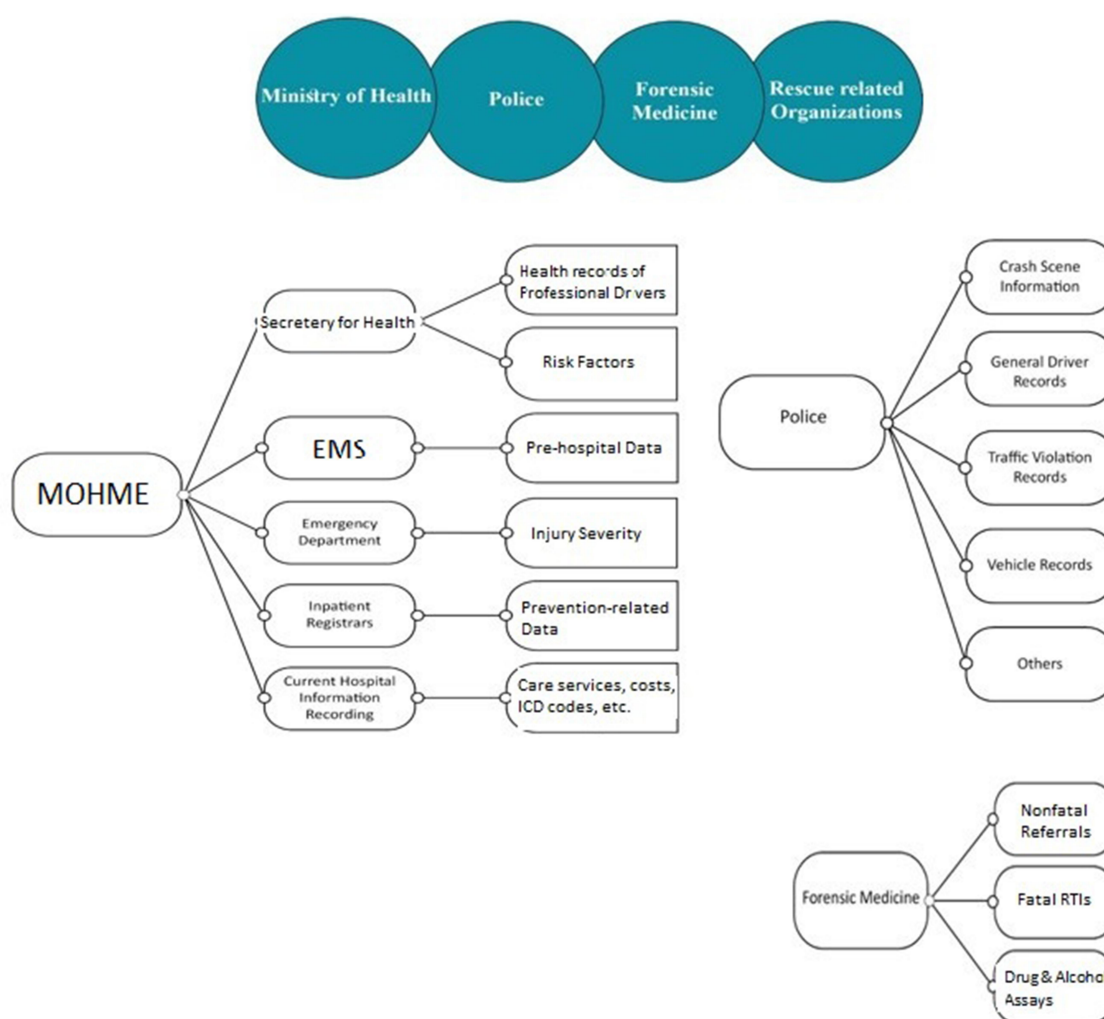 Ministry of Health
Police
Forensic
Medicine
Rescue related
Organizations
MOHME
Secretery for Health
Health records of
Professional Drivers
Risk Factors
EMS
Pre-hospital Data
Emergency
Department
Injury Severity
Inpatient
Registrars
Prevention-related
Data
Current Hospital
Information
Recording
Care services, costs,
ICD codes, etc.
Police
Crash Scene
Information
General Driver
Records
Traffic Violation
Records
Vehicle Records
Others
Forensic Medicine
Nonfatal
Referrals
Fatal RTIs
Drug & Alcohol
Assays